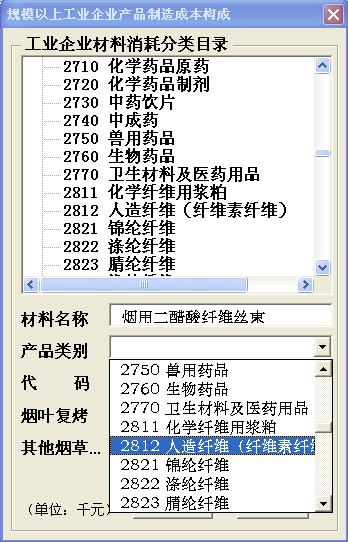 规模以上工业企业产品制造成本构成
工业企业材料消耗分类目录
2710 化学药品原药
2720 化学药品制剂
2730 中药饮片
2740 中成药
2750 兽用药品
2760 生物药品
2770 卫生材料及医药用品
2811 化学纤维用浆粕
2812 人造纤维（纤维素纤维）
2821 锦纶纤维
2822 涤纶纤维
2823 腈纶纤维
材料名称 烟用二醋酸纤维丝束
产品类别
代 码
烟叶复烤
其他烟草...
2750 兽用药品
2760 生物药品
2770 卫生材料及医药用品
2811 化学纤维用浆粕
2812 人造纤维（纤维素纤
2821 锦纶纤维
2822 涤纶纤维
2823 腈纶纤维
（单位：千元）